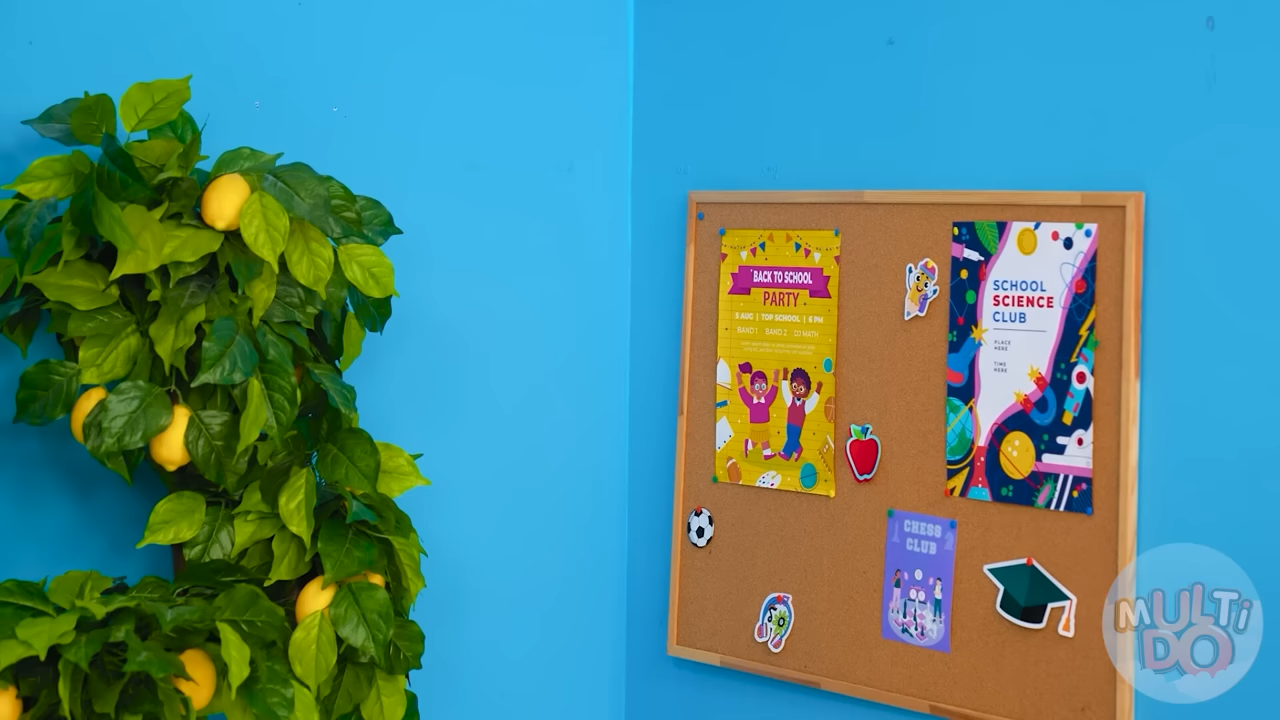 BACK TO SCHOOL
PARTY
5 AUG | TOP SCHOOL | 6 PM
BAND 1 BAND 2 DJ MATH
SCHOOL
SCIENCE
CLUB
PLACE
HERE
TIME
HERE
CHESS
CLUB
MULTi
DO